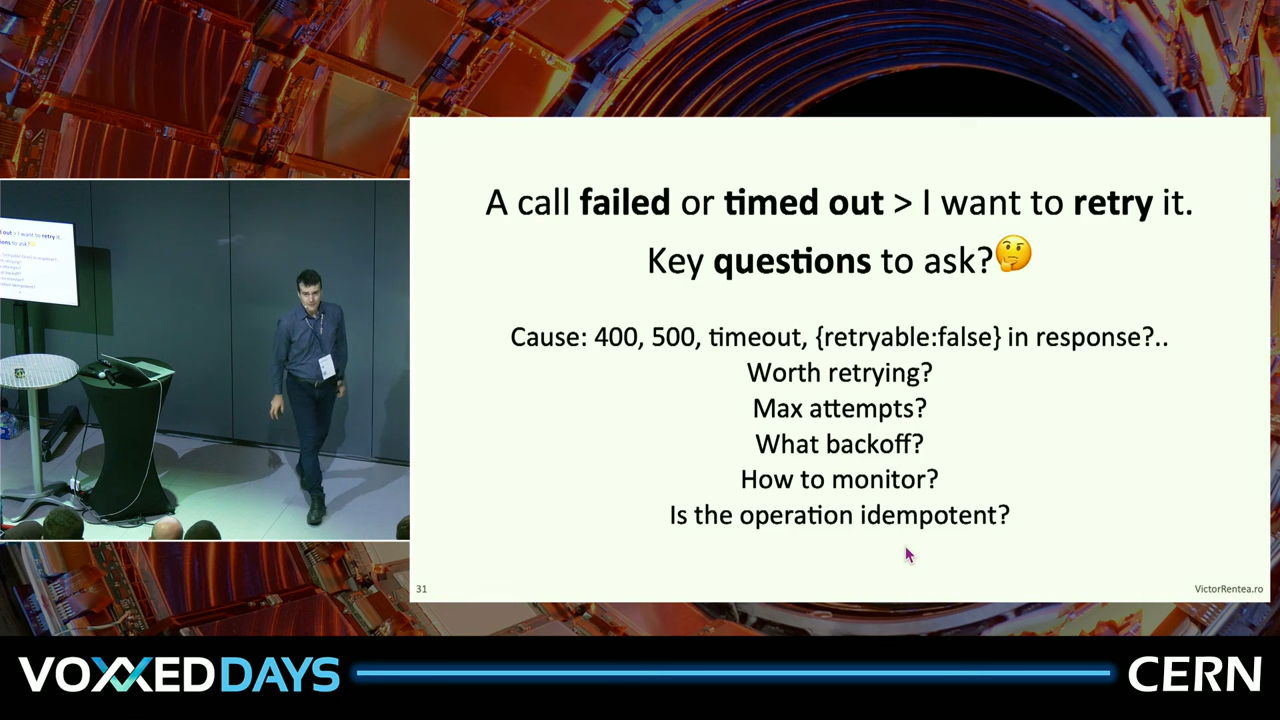 A call failed or timed out > I want to retry it.
Key questions to ask?🤔
Cause: 400, 500, timeout, {retryable:false} in response?..
Worth retrying?
Max attempts?
What backoff?
How to monitor?
Is the operation idempotent?
31
VictorRentea.ro
VOXXED DAYS
CERN